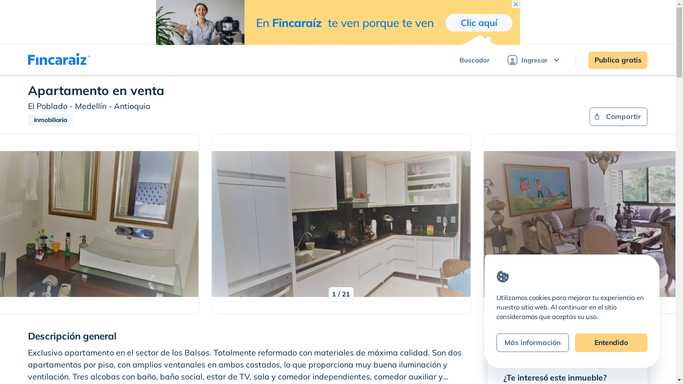 En Fincaraíz te ven porque te ven
Clic aquí
Fincaraíz
Buscador
Ingresar
Publica gratis
Apartamento en venta
El Poblado - Medellín - Antioquia
Inmobiliaria
Compartir
1 / 21
Utilizamos cookies para mejorar tu experiencia en
nuestro sitio web. Al continuar en el sitio
consideramos que aceptas su uso.
Más información
Entendido
Descripción general
Exclusivo apartamento en el sector de los Balsos. Totalmente reformado con materiales de máxima calidad. Son dos
apartamentos por piso, con amplios ventanales en ambos costados, lo que proporciona muy buena iluminación y
ventilación. Tres alcobas con baño, baño social, estar de TV, sala y comedor independientes, comedor auxiliar y...
¿Te interesó este inmueble?